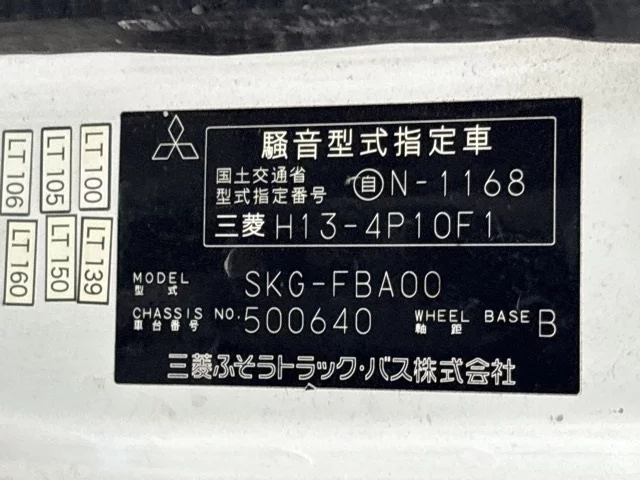 騒音型式指定車
国土交通省
型式指定番号 自 N-1168
三菱 H13-4P10F1
MODEL
型式 SKG-FBA00
CHASSIS NO.
車台番号 500640
WHEEL BASE
軸距 B
三菱ふそうトラック・バス株式会社
LT 106
LT 105
LT 100
LT 160
LT 150
LT 139